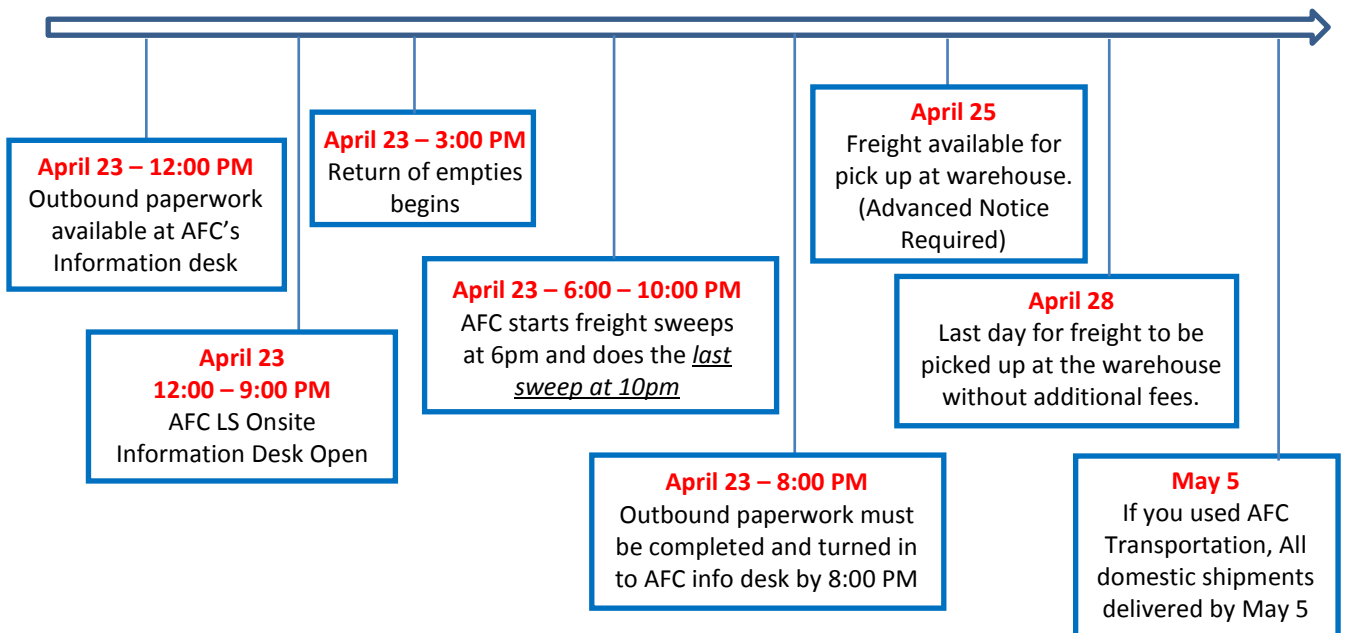 April 23 – 12:00 PM
Outbound paperwork
available at AFC’s
Information desk
April 23
12:00 – 9:00 PM
AFC LS Onsite
Information Desk Open
April 23 – 3:00 PM
Return of empties
begins
April 23 – 6:00 – 10:00 PM
AFC starts freight sweeps
at 6pm and does the last
sweep at 10pm
April 23 – 8:00 PM
Outbound paperwork must
be completed and turned in
to AFC info desk by 8:00 PM
April 25
Freight available for
pick up at warehouse.
(Advanced Notice
Required)
April 28
Last day for freight to be
picked up at the warehouse
without additional fees.
May 5
If you used AFC
Transportation, All
domestic shipments
delivered by May 5